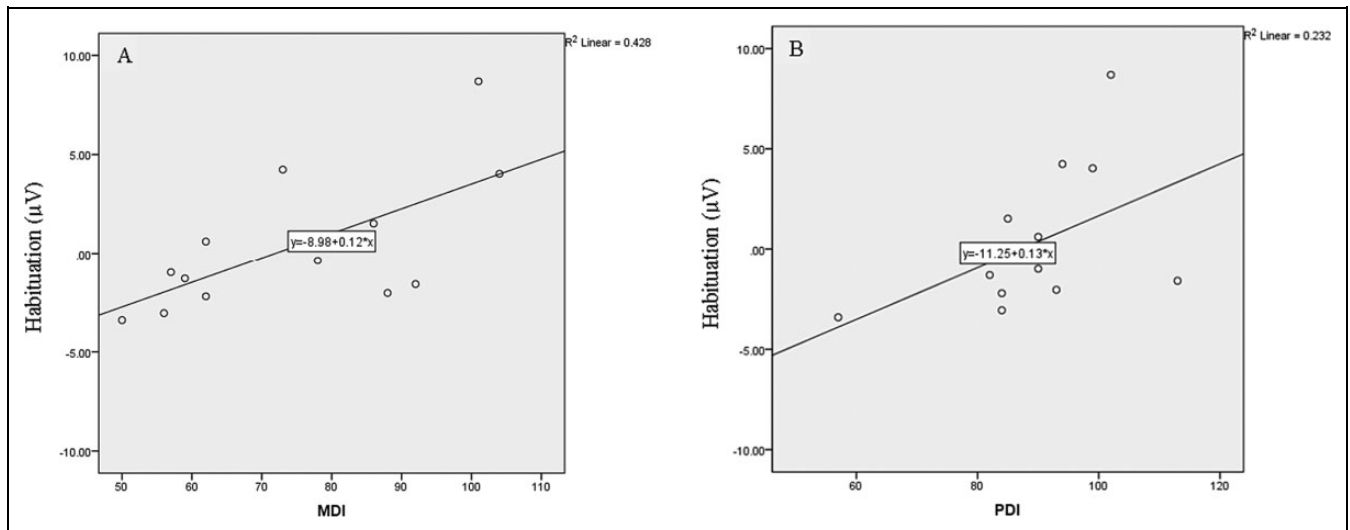 A
R² Linear = 0.428
10.00
5.00
.00
-5.00
-10.00
Habituation (µV)
y=-8.98+0.12*x
50 60 70 80 90 100 110
MDI
B
R² Linear = 0.232
10.00
5.00
.00
-5.00
-10.00
Habituation (µV)
y=-11.25+0.13*x
60 80 100 120
PDI